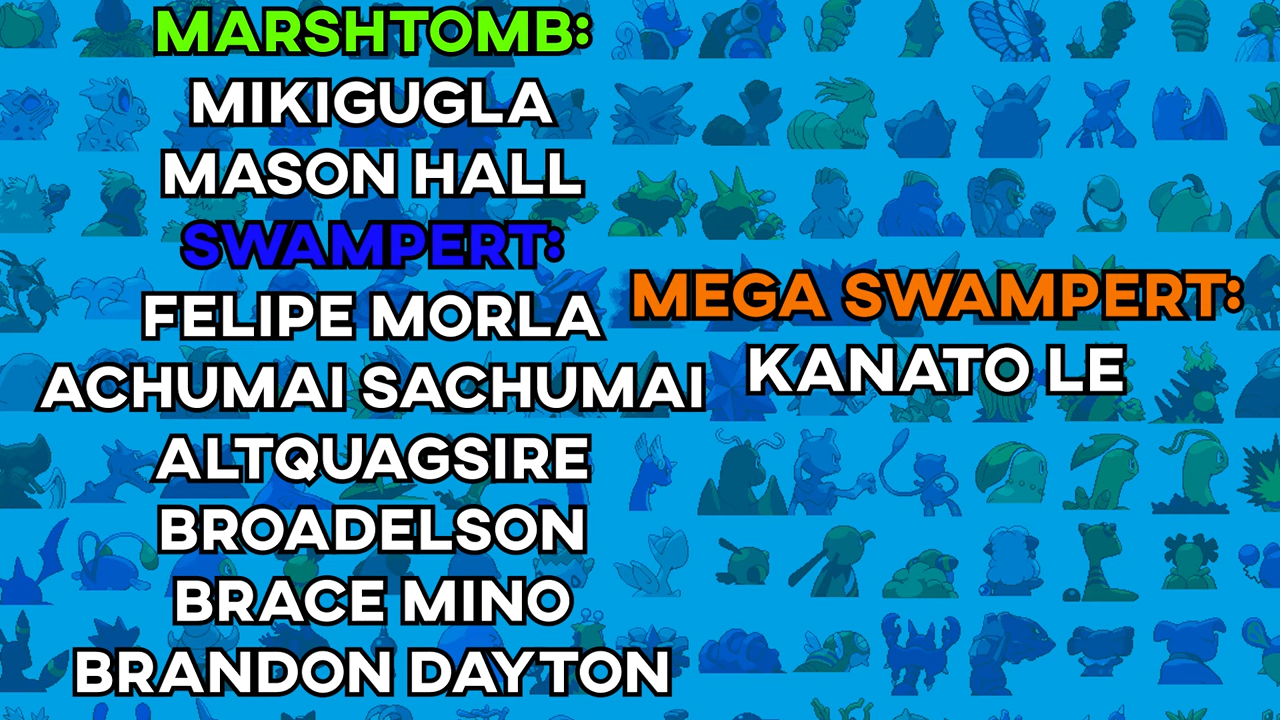 MARSHTOMB:
MIKIGUGLA
MASON HALL
SWAMPERT:
FELIPE MORLA
ACHUMAI SACHUMAI
ALTQUAGSIRE
BROADELSON
BRACE MINO
BRANDON DAYTON
MEGA SWAMPERT:
KANATO LE